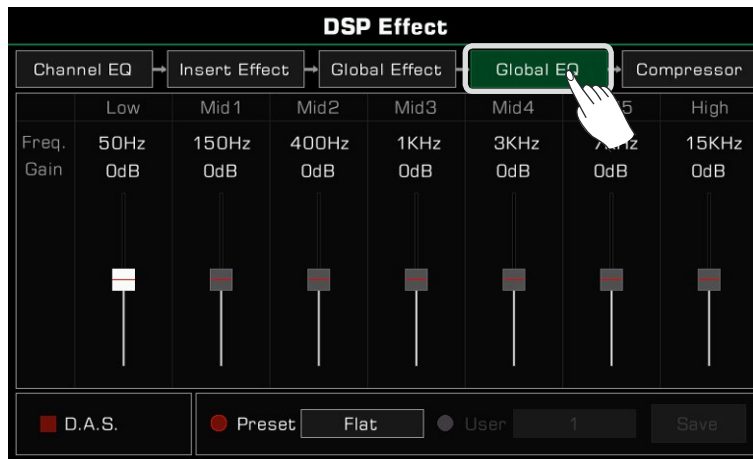 DSP Effect
Channel EQ Insert Effect Global Effect Global EQ Compressor
Low Mid1 Mid2 Mid3 Mid4 High
Freq. 50Hz 150Hz 400Hz 1KHz 3KHz 15KHz
Gain 0dB 0dB 0dB 0dB 0dB 0dB 0dB
D.A.S. Preset Flat User 1 Save